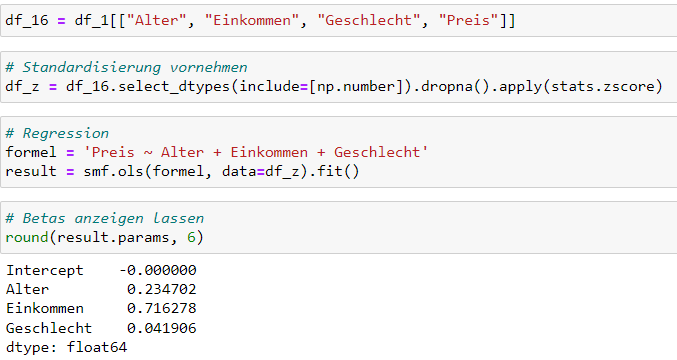 df_16 = df_1[["Alter", "Einkommen", "Geschlecht", "Preis"]]
# Standardisierung vornehmen
df_z = df_16.select_dtypes(include=[np.number]).dropna().apply(stats.zscore)
# Regression
formel = 'Preis ~ Alter + Einkommen + Geschlecht'
result = smf.ols(formel, data=df_z).fit()
# Betas anzeigen lassen
round(result.params, 6)
Intercept    -0.000000
Alter         0.234702
Einkommen     0.716278
Geschlecht    0.041906
dtype: float64